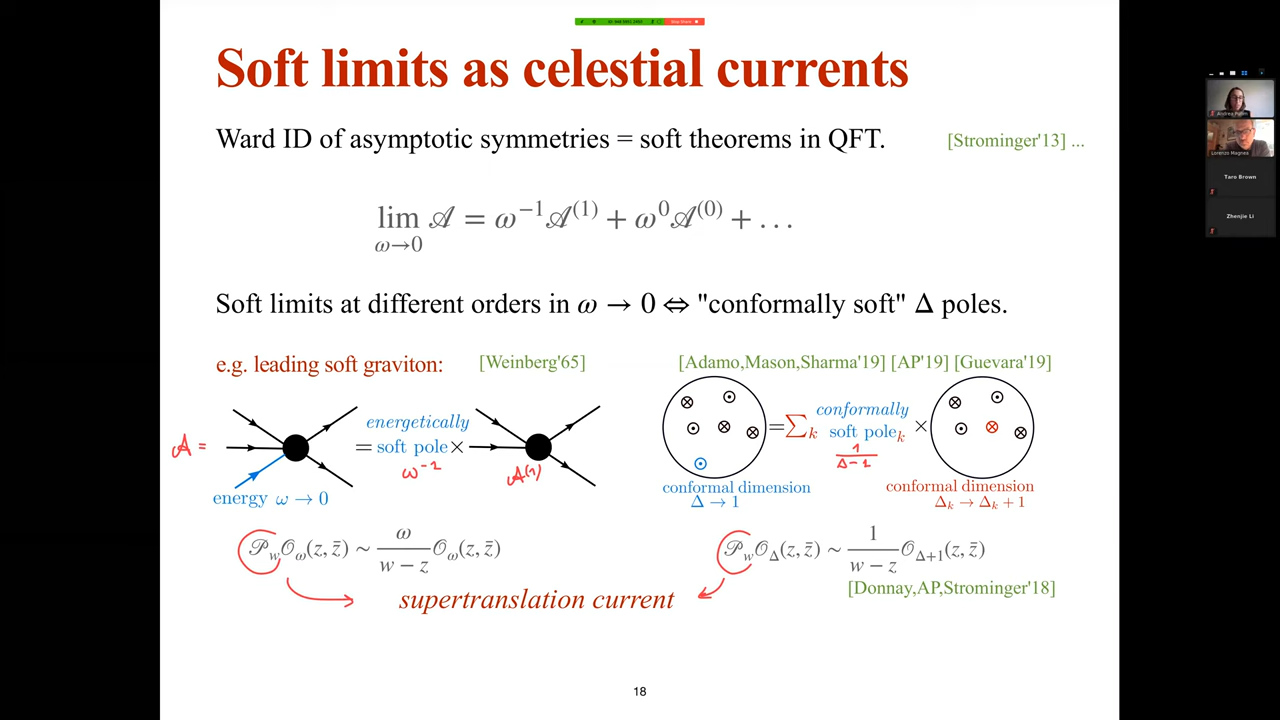 Soft limits as celestial currents
Ward ID of asymptotic symmetries = soft theorems in QFT. [Strominger'13] ...
lim ω→0 𝒜 = ω⁻¹𝒜⁽¹⁾ + ω⁰𝒜⁽⁰⁾ + …
Soft limits at different orders in ω → 0 ⇔ "conformally soft" Δ poles.
e.g. leading soft graviton: [Weinberg'65] [Adamo,Mason,Sharma'19] [AP'19] [Guevara'19]
energetically
conformally
𝒜 = = soft pole × = ∑ₖ soft poleₖ ×
ω⁻¹ 𝒜⁽¹⁾ 1/(Δ−1)
energy ω → 0
conformal dimension
Δ → 1
conformal dimension
Δₖ → Δₖ + 1
𝒫_w 𝒪_ω(z, z̄) ~ ω/(w − z) 𝒪_ω(z, z̄)
𝒫_w 𝒪_Δ(z, z̄) ~ 1/(w − z) 𝒪_{Δ+1}(z, z̄)
supertranslation current
[Donnay,AP,Strominger'18]
18
Lorenzo Magnea
Taro Brown
Zhenjie Li